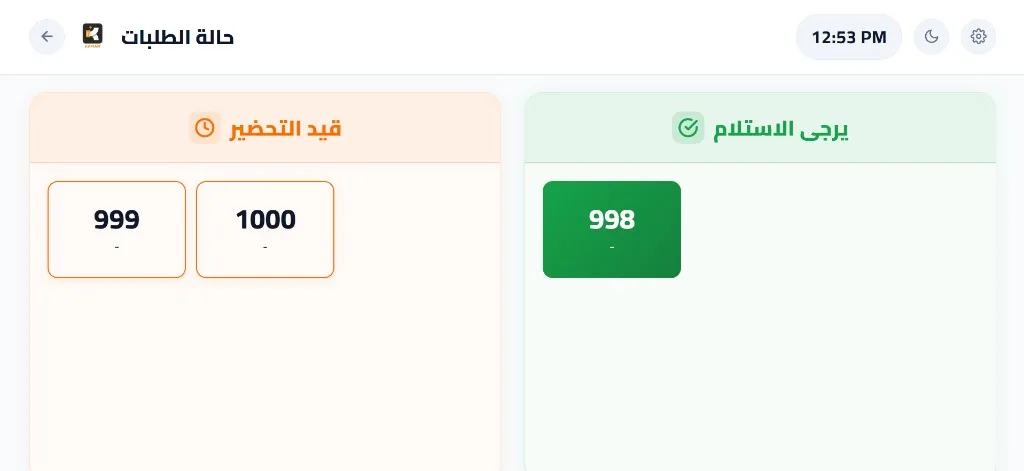 حالة الطلبات
12:53 PM
قيد التحضير
999
-
1000
-
يرجى الاستلام
998
-